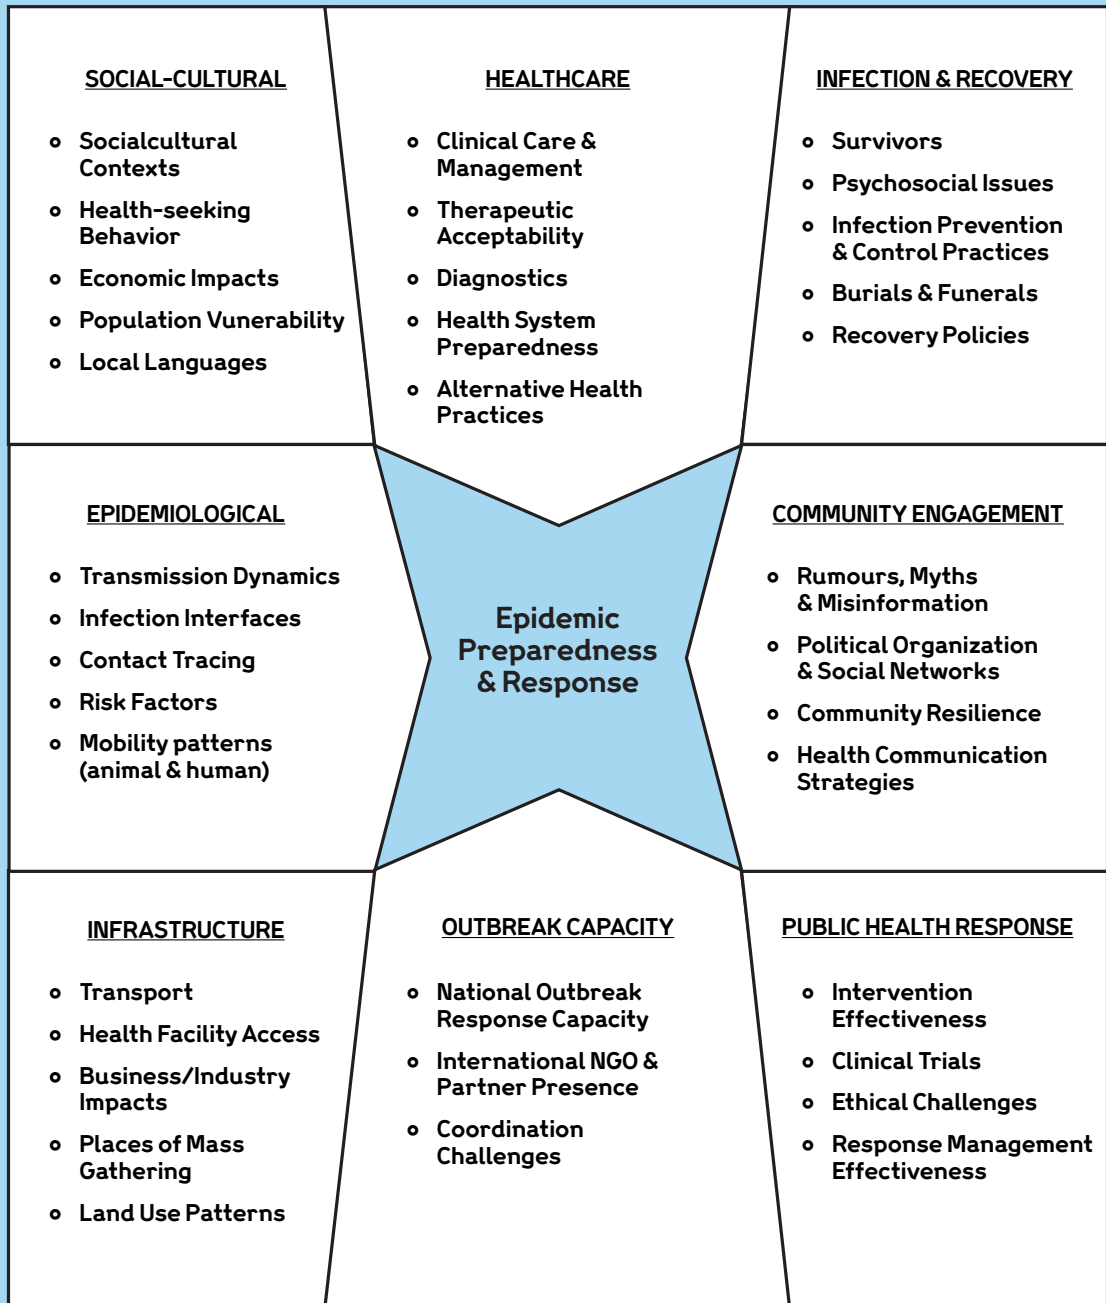 SOCIAL-CULTURAL
Socialcultural
Contexts
Health-seeking
Behavior
Economic Impacts
Population Vunerability
Local Languages
HEALTHCARE
Clinical Care &
Management
Therapeutic
Acceptability
Diagnostics
Health System
Preparedness
Alternative Health
Practices
INFECTION & RECOVERY
Survivors
Psychosocial Issues
Infection Prevention
& Control Practices
Burials & Funerals
Recovery Policies
EPIDEMIOLOGICAL
Transmission Dynamics
Infection Interfaces
Contact Tracing
Risk Factors
Mobility patterns
(animal & human)
Epidemic
Preparedness
& Response
COMMUNITY ENGAGEMENT
Rumours, Myths
& Misinformation
Political Organization
& Social Networks
Community Resilience
Health Communication
Strategies
INFRASTRUCTURE
Transport
Health Facility Access
Business/Industry
Impacts
Places of Mass
Gathering
Land Use Patterns
OUTBREAK CAPACITY
National Outbreak
Response Capacity
International NGO &
Partner Presence
Coordination
Challenges
PUBLIC HEALTH RESPONSE
Intervention
Effectiveness
Clinical Trials
Ethical Challenges
Response Management
Effectiveness